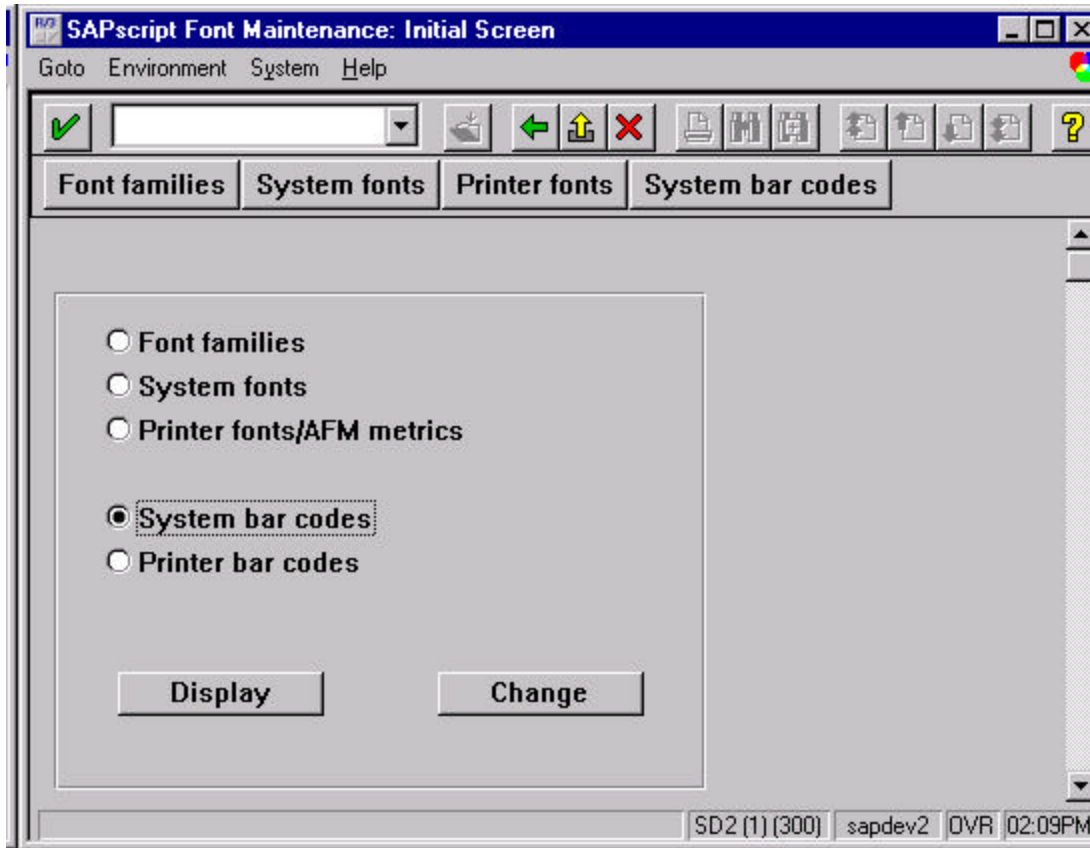 SAPscript Font Maintenance: Initial Screen
Goto Environment System Help
Font families System fonts Printer fonts System bar codes
Font families
System fonts
Printer fonts/AFM metrics
System bar codes
Printer bar codes
Display Change
SD2 (1) (300) sapdev2 OVR 02:09PM